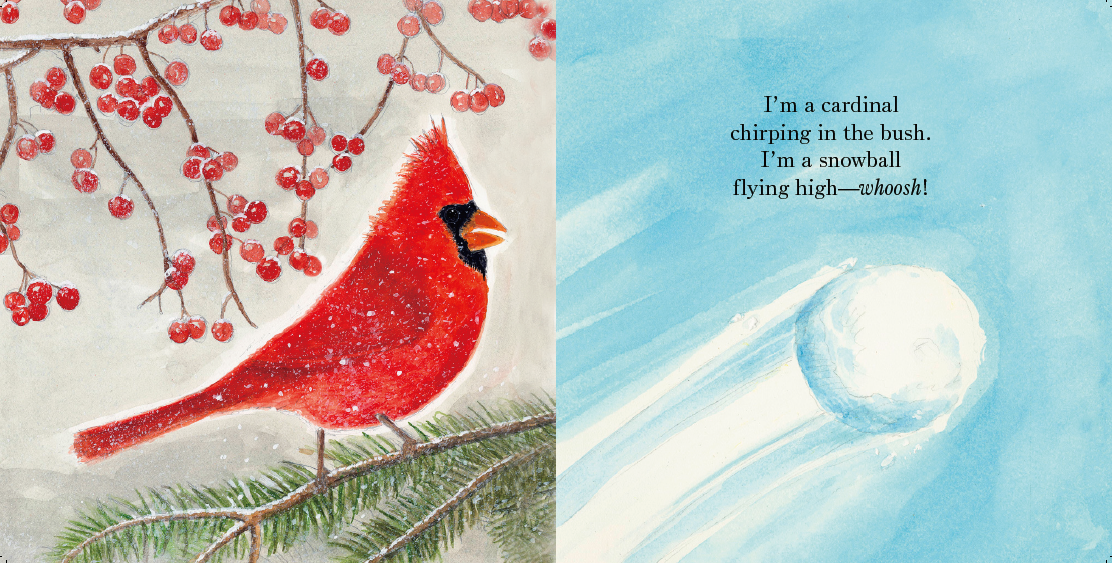 I’m a cardinal
chirping in the bush.
I’m a snowball
flying high—whoosh!